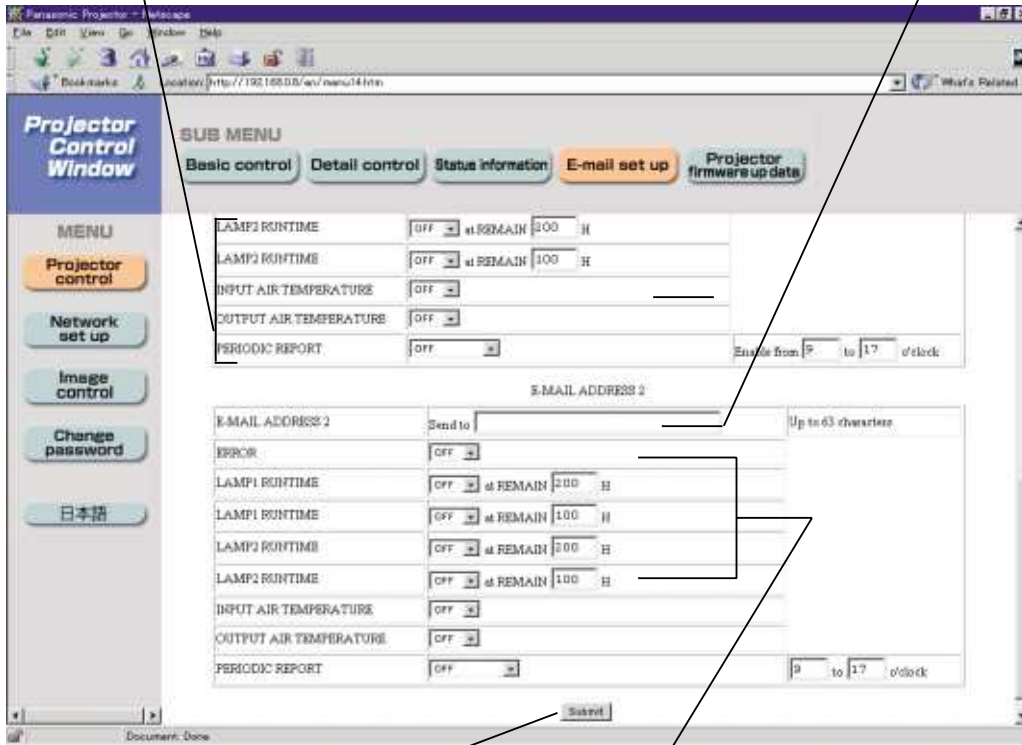 Panasonic Projector - Netscape
File Edit View Go Window Help
Bookmarks Location: http://192.168.0.8/en/menu14.htm What's Related
Projector
Control
Window
SUB MENU
Basic control Detail control Status information E-mail set up Projector firmware up data
MENU
Projector
control
Network
set up
Image
control
Change
password
日本語
LAMP2 RUNTIME OFF at REMAIN 200 H
LAMP2 RUNTIME OFF at REMAIN 100 H
INPUT AIR TEMPERATURE OFF
OUTPUT AIR TEMPERATURE OFF
PERIODIC REPORT OFF Enable from 9 to 17 o'clock
E-MAIL ADDRESS 2
E-MAIL ADDRESS 2 Send to Up to 63 characters
ERROR OFF
LAMP1 RUNTIME OFF at REMAIN 200 H
LAMP1 RUNTIME OFF at REMAIN 100 H
LAMP2 RUNTIME OFF at REMAIN 200 H
LAMP2 RUNTIME OFF at REMAIN 100 H
INPUT AIR TEMPERATURE OFF
OUTPUT AIR TEMPERATURE OFF
PERIODIC REPORT OFF 9 to 17 o'clock
Submit
Document: Done